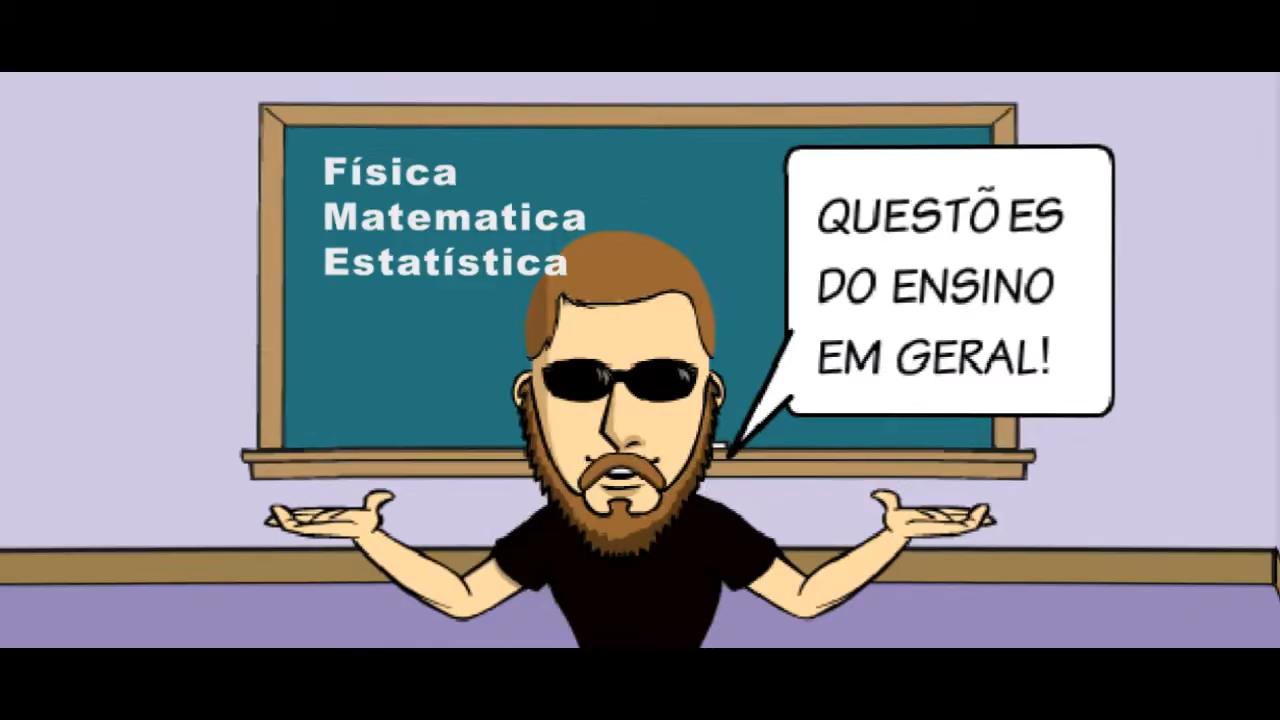 Física
Matematica
Estatística
QUESTÕES
DO ENSINO
EM GERAL!